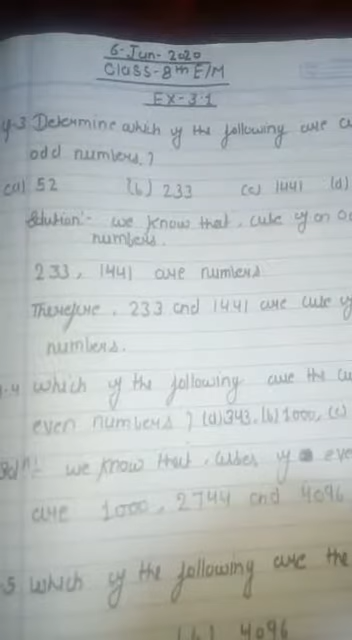 6-Jun-2020
Class-8th E/M
EX-3.1
Determine which of the following are
odd numbers.?
(a) 52 (b) 233 (c) 1441 (d)
Solution:- we know that, cube of an
numbers.
233, 1441 are numbers
Therefore, 233 and 1441 are cube of
numbers.
4 which of the following are the
even numbers? (a)343, (b)1000, (c)
Sol^n:- we know that, cubes of
are 1000, 2744 and 4096
5 which of the following are the
(b) 4096